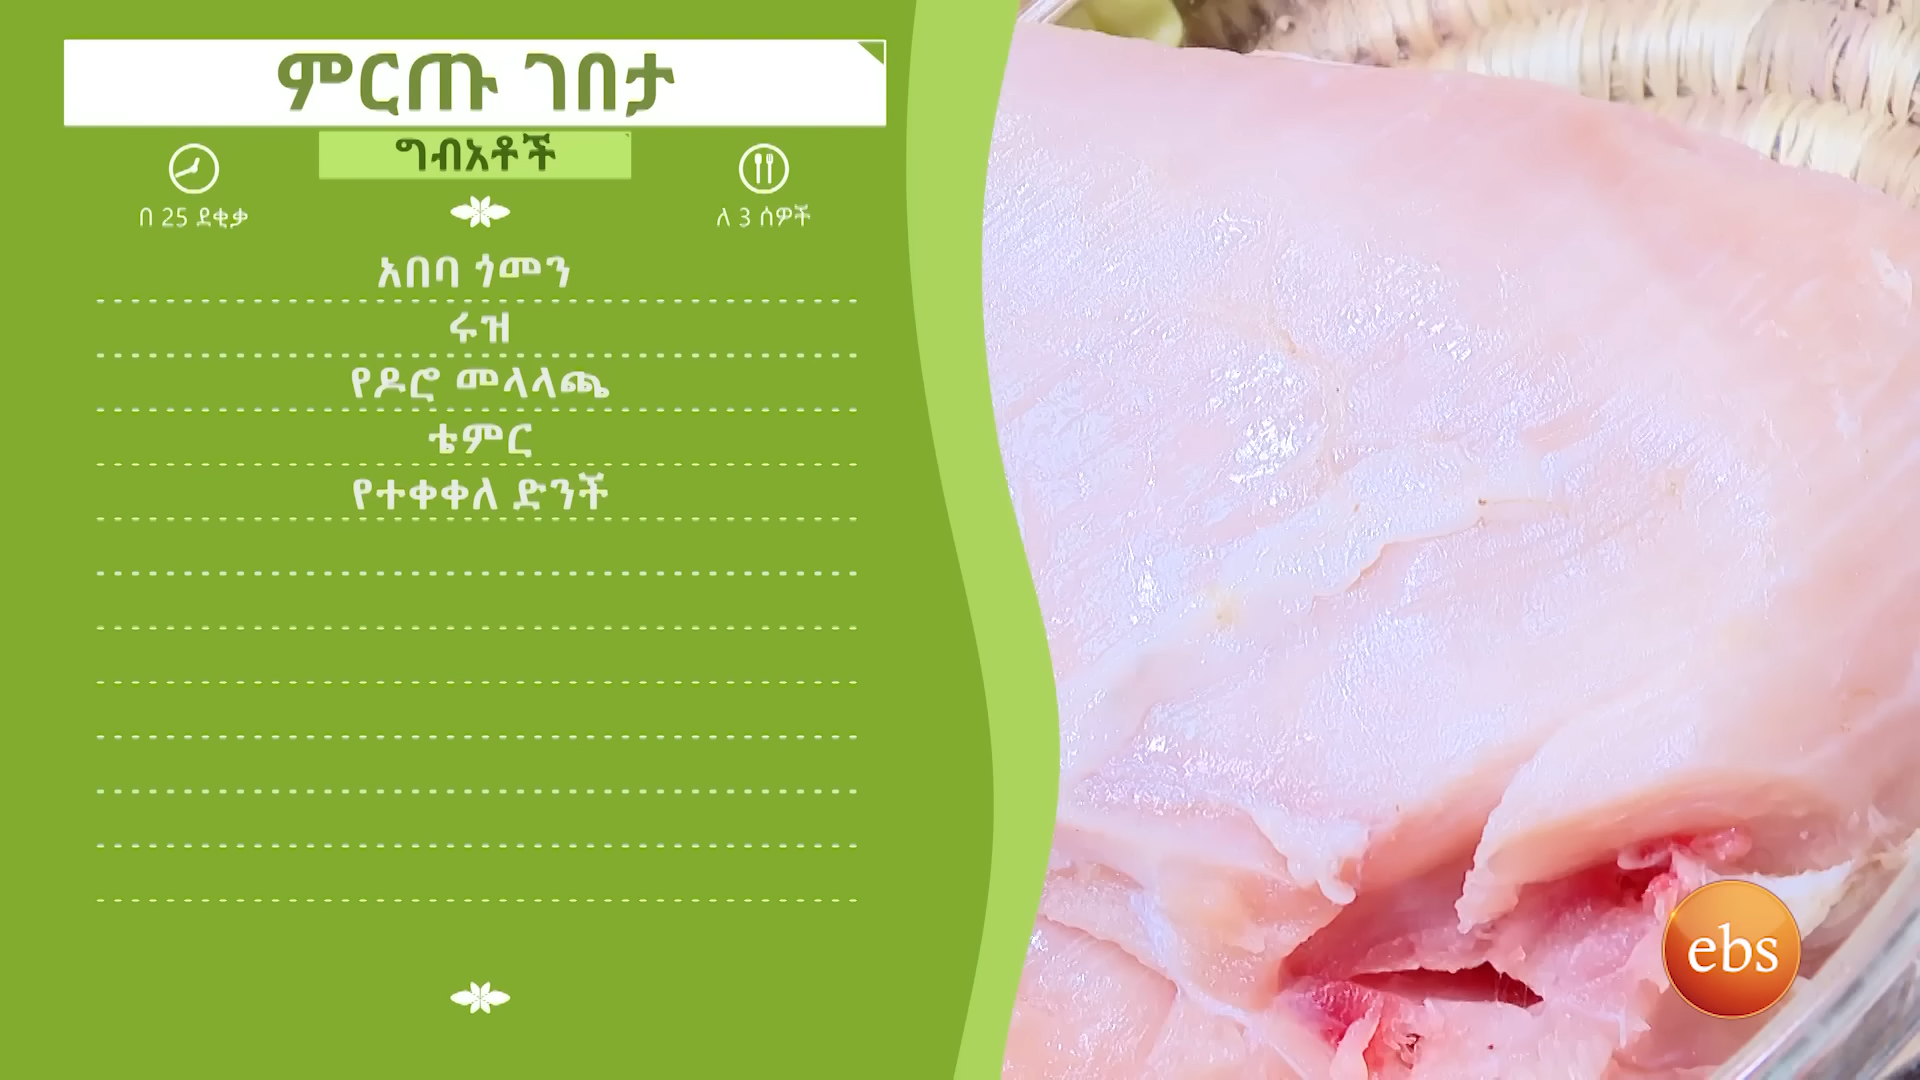 ምርጡ ገበታ
ግብአቶች
በ 25 ደቂቃ
ለ 3 ሰዎች
አበባ ጎመን
ሩዝ
የዶሮ መላላጫ
ቴምር
የተቀቀለ ድንች
ebs